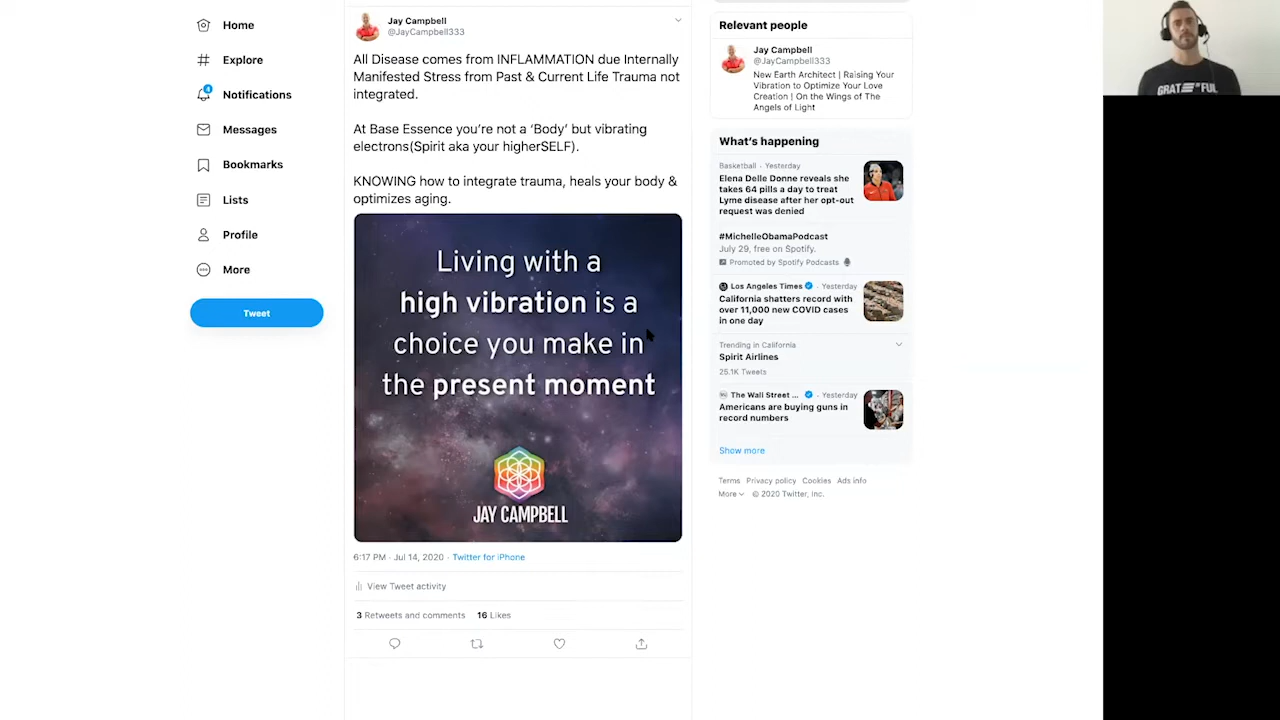 Home
Explore
4
Notifications
Messages
Bookmarks
Lists
Profile
More
Tweet
Jay Campbell
@JayCampbell333
All Disease comes from INFLAMMATION due Internally
Manifested Stress from Past & Current Life Trauma not
integrated.
At Base Essence you're not a 'Body' but vibrating
electrons(Spirit aka your higherSELF).
KNOWING how to integrate trauma, heals your body &
optimizes aging.
Living with a
high vibration is a
choice you make in
the present moment
JAY CAMPBELL
6:17 PM · Jul 14, 2020 · Twitter for iPhone
View Tweet activity
3 Retweets and comments 16 Likes
Relevant people
Jay Campbell
@JayCampbell333
New Earth Architect | Raising Your
Vibration to Optimize Your Love
Creation | On the Wings of The
Angels of Light
What's happening
Basketball · Yesterday
Elena Delle Donne reveals she
takes 64 pills a day to treat
Lyme disease after her opt-out
request was denied
#MichelleObamaPodcast
July 29, free on Spotify.
Promoted by Spotify Podcasts
Los Angeles Times · Yesterday
California shatters record with
over 11,000 new COVID cases
in one day
Trending in California
Spirit Airlines
25.1K Tweets
The Wall Street ... · Yesterday
Americans are buying guns in
record numbers
Show more
Terms Privacy policy Cookies Ads info
More © 2020 Twitter, Inc.
GRATEFUL